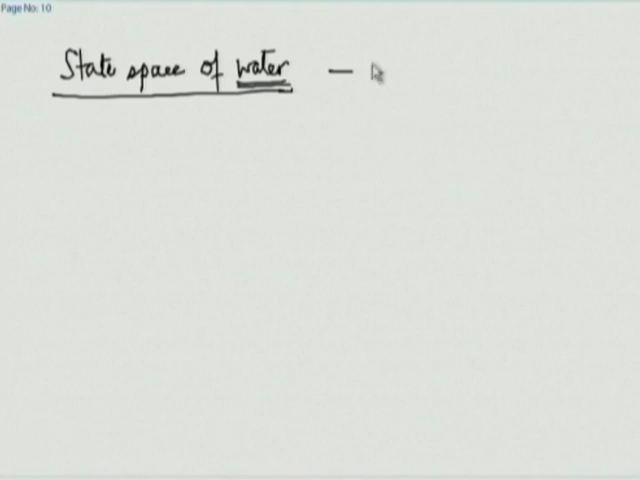 Page No: 10
State space of water —